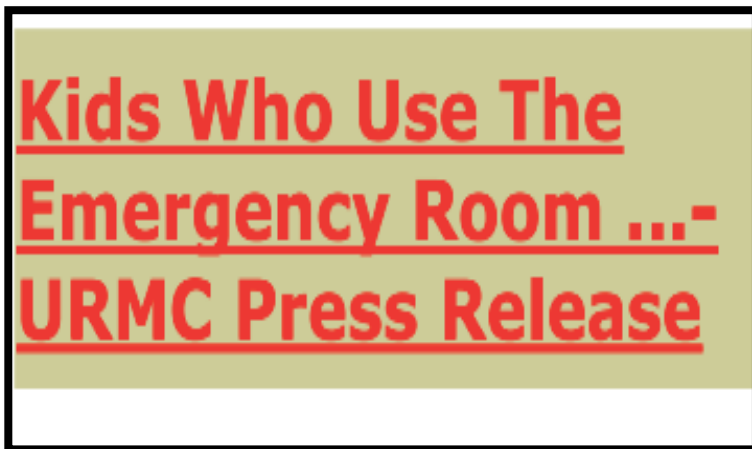 Kids Who Use The
Emergency Room ...-
URMC Press Release